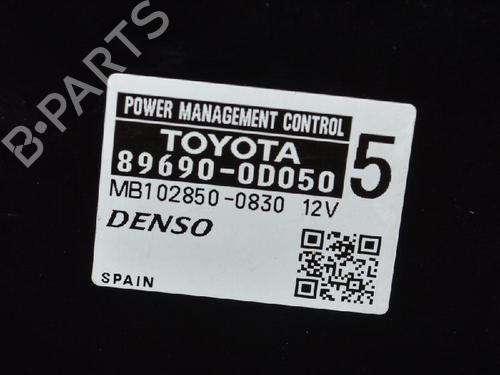 B·PARTS
POWER MANAGEMENT CONTROL
TOYOTA 5
89690-0D050
MB102850-0830 12V
DENSO
SPAIN